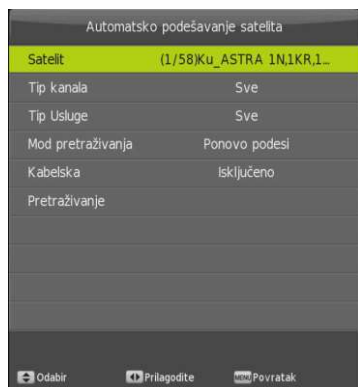 Automatsko podešavanje satelita
Satelit (1/58)Ku_ASTRA 1N,1KR,1...
Tip kanala Sve
Tip Usluge Sve
Mod pretraživanja Ponovo podesi
Kabelska Isključeno
Pretraživanje
Odabir Prilagodite MENU Povratak